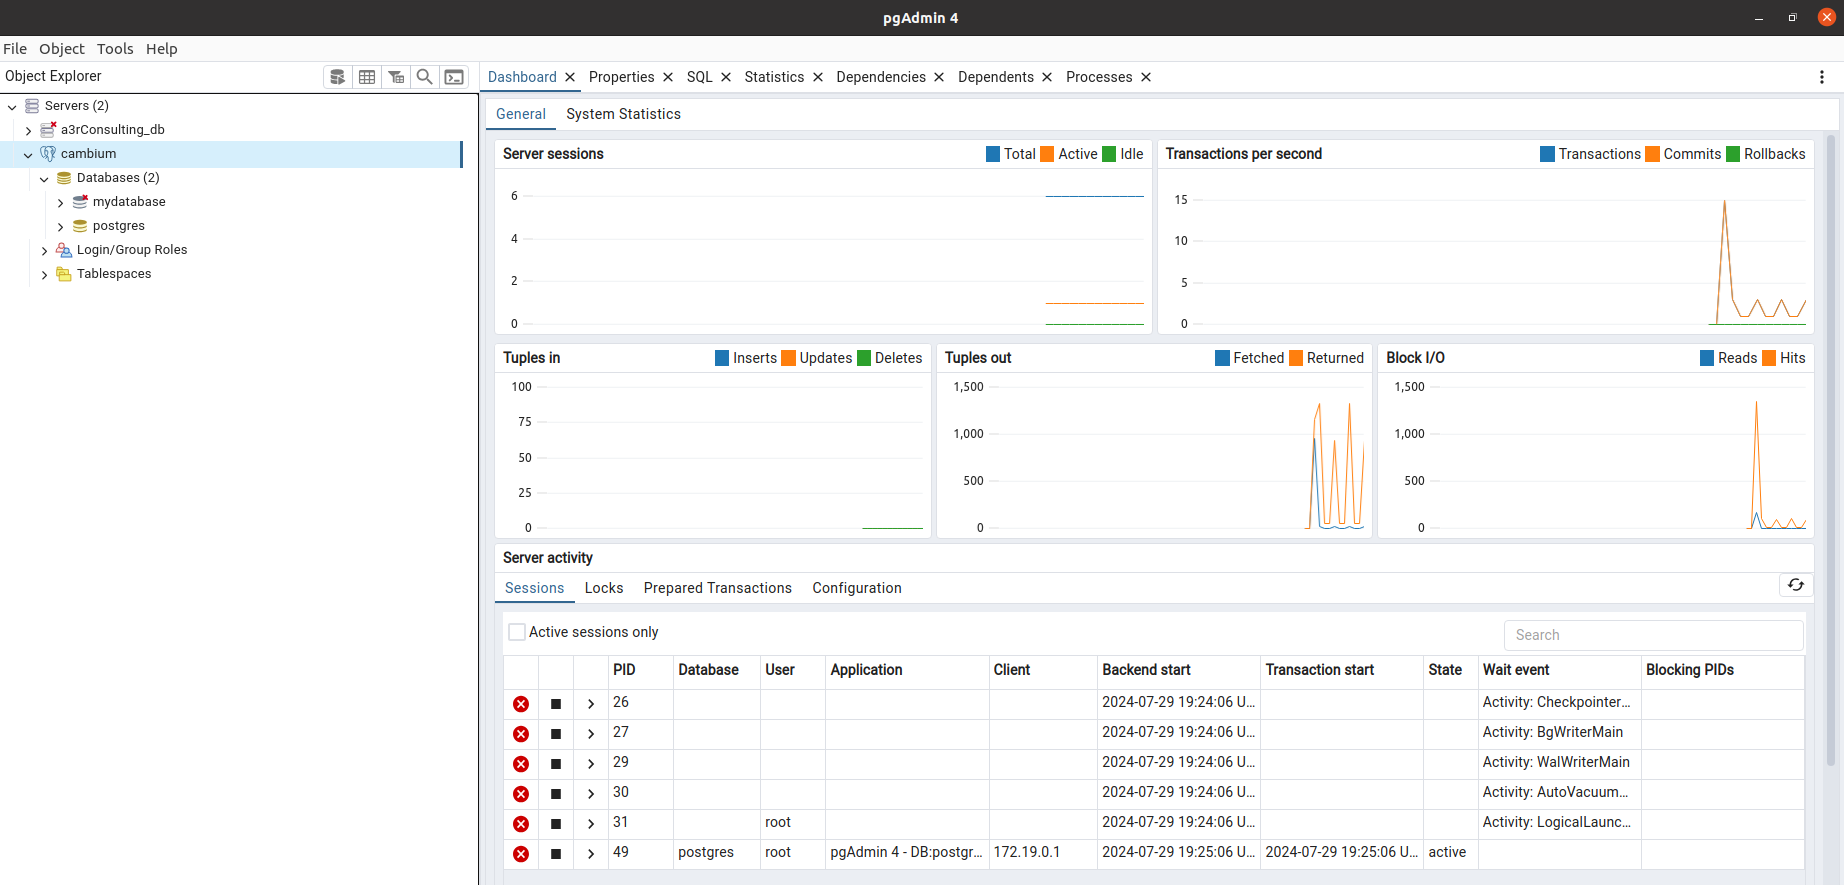 pgAdmin 4
File Object Tools Help
Object Explorer
Dashboard Properties SQL Statistics Dependencies Dependents Processes
Servers (2)
a3rConsulting_db
cambium
Databases (2)
mydatabase
postgres
Login/Group Roles
Tablespaces
General System Statistics
Server sessions Total Active Idle
6
4
2
0
Transactions per second Transactions Commits Rollbacks
15
10
5
0
Tuples in Inserts Updates Deletes
100
75
50
25
0
Tuples out Fetched Returned
1,500
1,000
500
0
Block I/O Reads Hits
1,500
1,000
500
0
Server activity
Sessions Locks Prepared Transactions Configuration
Active sessions only Search
PID Database User Application Client Backend start Transaction start State Wait event Blocking PIDs
26 2024-07-29 19:24:06 U... Activity: Checkpointer...
27 2024-07-29 19:24:06 U... Activity: BgWriterMain
29 2024-07-29 19:24:06 U... Activity: WalWriterMain
30 2024-07-29 19:24:06 U... Activity: AutoVacuum...
31 root 2024-07-29 19:24:06 U... Activity: LogicalLaunc...
49 postgres root pgAdmin 4 - DB:postgr... 172.19.0.1 2024-07-29 19:25:06 U... 2024-07-29 19:25:06 U... active